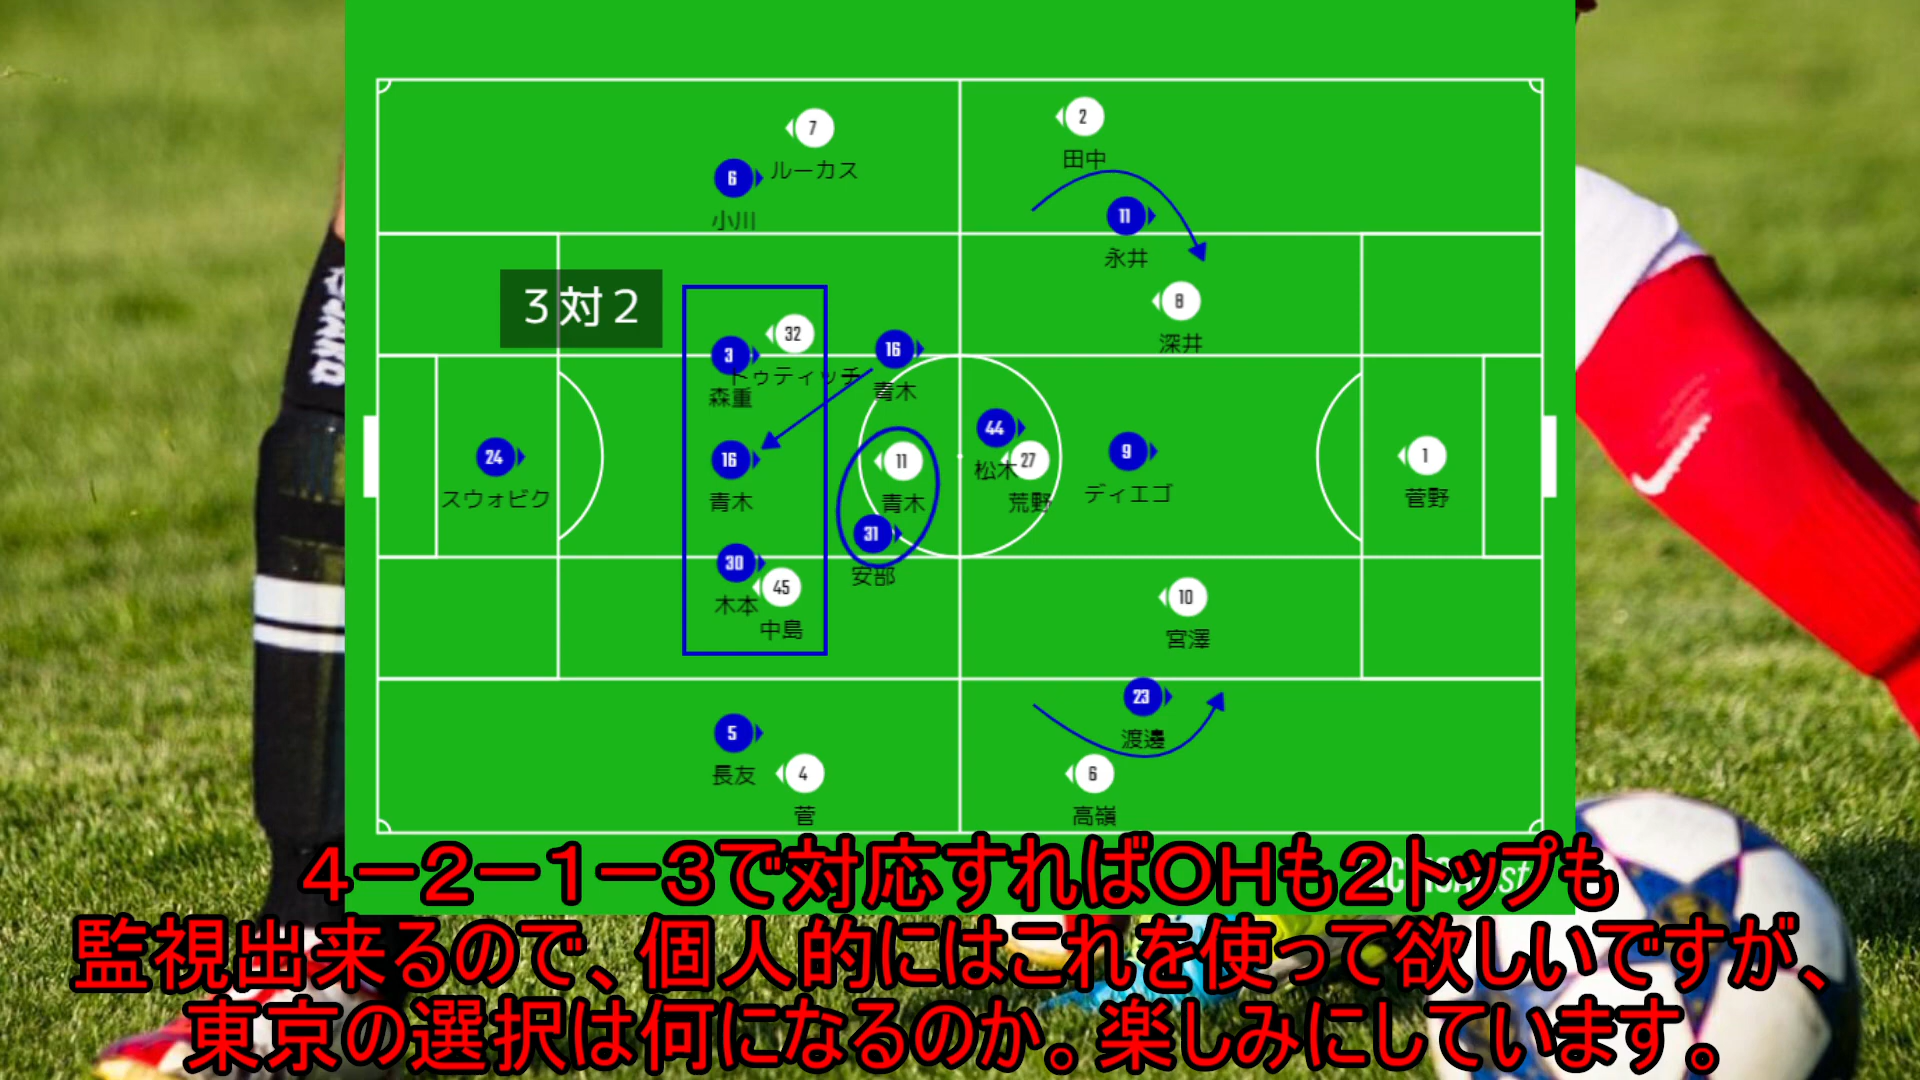 7
ルーカス
2
田中
6
小川
11
永井
3対2
32
トゥティッチ
3
森重
16
青木
8
深井
24
スウォビク
16
青木
11
青木
44
松木
27
荒野
9
ディエゴ
1
菅野
31
安部
30
木本
45
中島
10
宮澤
5
長友
4
菅
23
渡邊
6
高嶺
4ー2ー1ー3で対応すればOHも2トップも
監視出来るので、個人的にはこれを使って欲しいですが、
東京の選択は何になるのか。楽しみにしています。